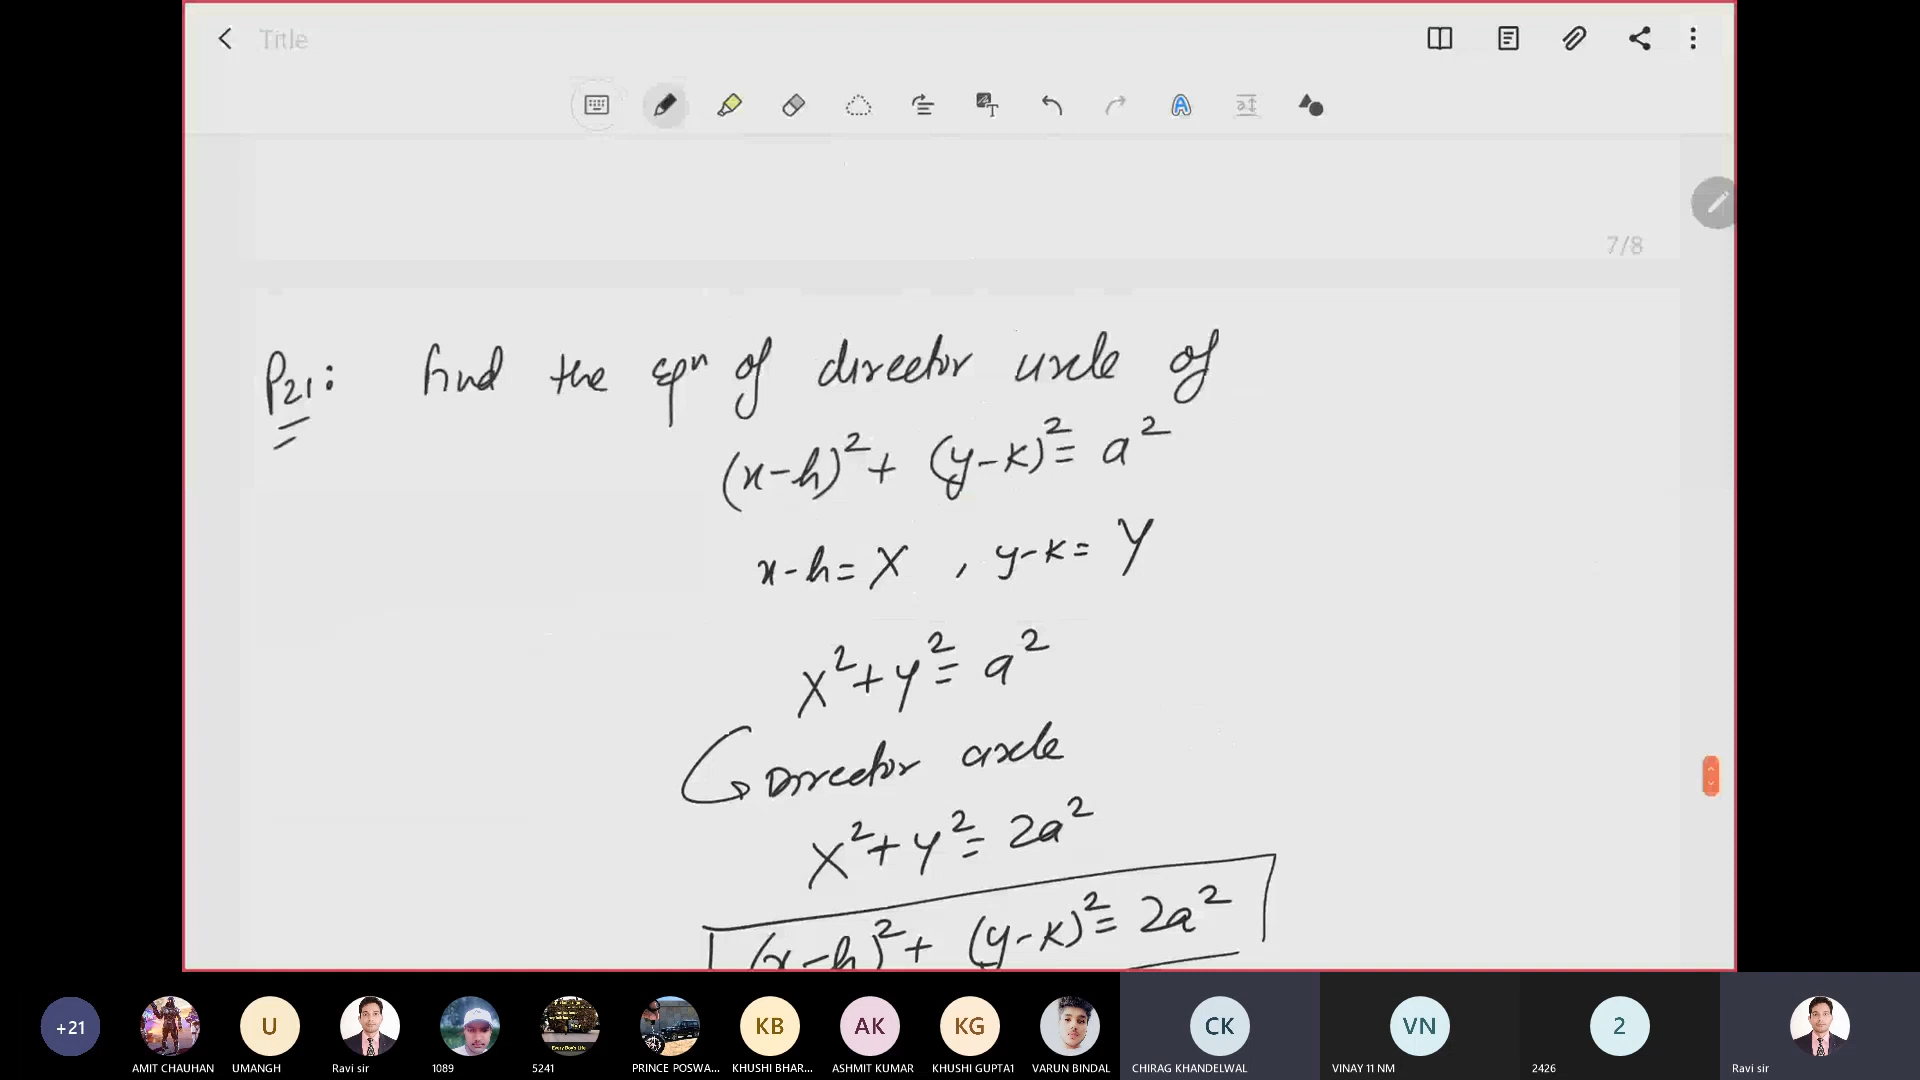 Title
7/8
P21: find the eqn of director circle of
(x-h)²+ (y-k)²= a²
x-h= X , y-k= Y
X²+ Y²= a²
Director circle
X²+ Y²= 2a²
(x-h)²+ (y-k)²= 2a²
+21 U KB AK KG CK VN 2
AMIT CHAUHAN UMANGH Ravi sir 1089 5241 PRINCE POSWA... KHUSHI BHAR... ASHMIT KUMAR KHUSHI GUPTA1 VARUN BINDAL CHIRAG KHANDELWAL VINAY 11 NM 2426 Ravi sir